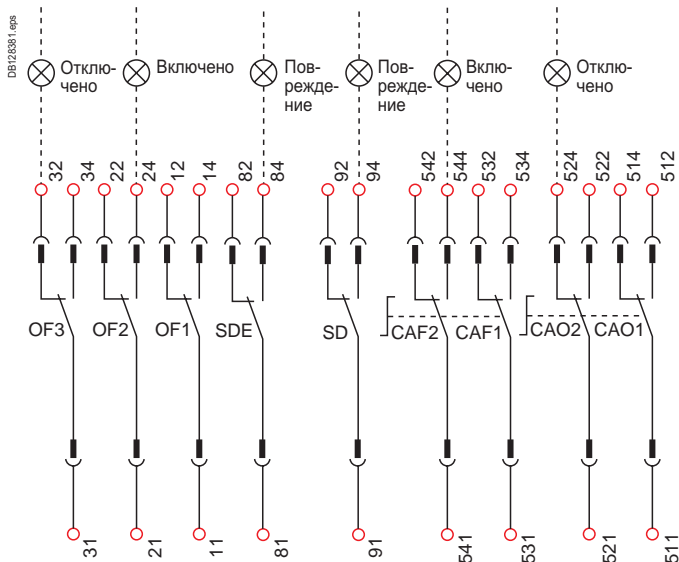 DB128381.eps
Отклю-
чено
Включено
Пов-
режде-
ние
Пов-
режде-
ние
Вклю-
чено
Отклю-
чено
32 34 22 24 12 14 82 84 92 94 542 544 532 534 524 522 514 512
OF3 OF2 OF1 SDE SD CAF2 CAF1 CAO2 CAO1
31 21 11 81 91 541 531 521 511